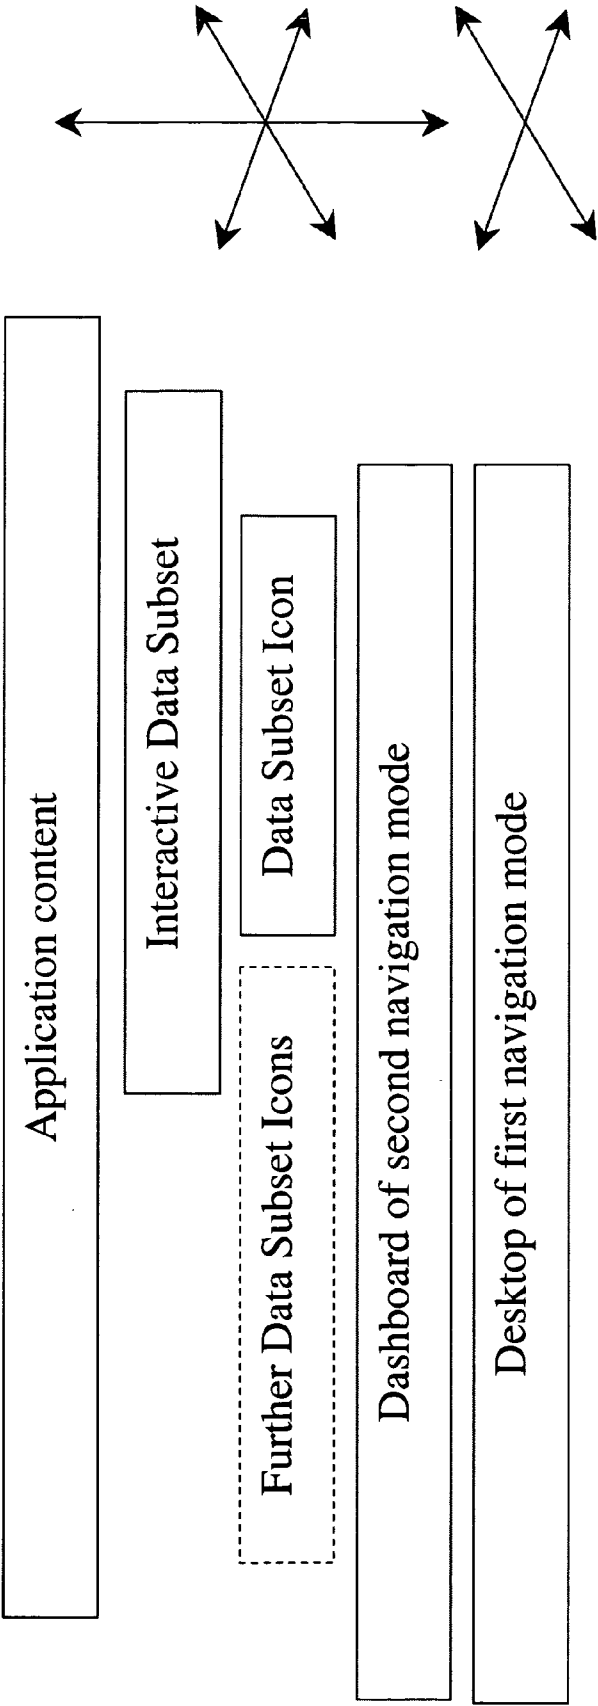 Application content
Interactive Data Subset
Further Data Subset Icons
Data Subset Icon
Dashboard of second navigation mode
Desktop of first navigation mode